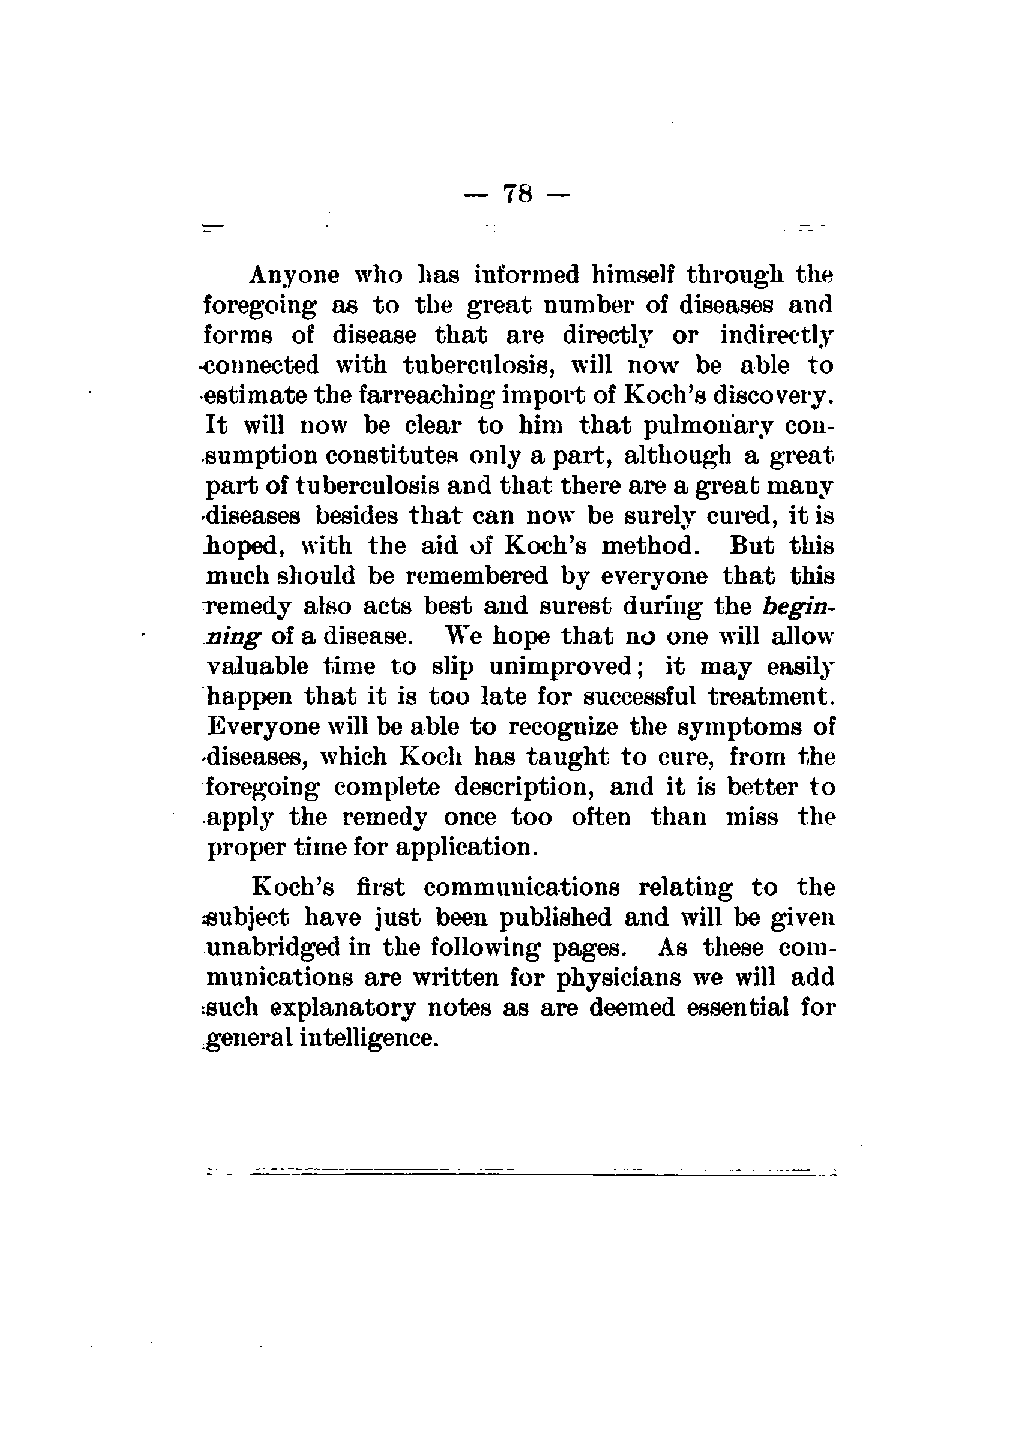 — 78 —
Anyone who has informed himself through the
foregoing as to the great number of diseases and
forms of disease that are directly or indirectly
connected with tuberculosis, will now be able to
estimate the farreaching import of Koch's discovery.
It will now be clear to him that pulmonary con-
sumption constitutes only a part, although a great
part of tuberculosis and that there are a great many
diseases besides that can now be surely cured, it is
hoped, with the aid of Koch's method. But this
much should be remembered by everyone that this
remedy also acts best and surest during the begin-
ning of a disease. We hope that no one will allow
valuable time to slip unimproved; it may easily
happen that it is too late for successful treatment.
Everyone will be able to recognize the symptoms of
diseases, which Koch has taught to cure, from the
foregoing complete description, and it is better to
apply the remedy once too often than miss the
proper time for application.
Koch's first communications relating to the
subject have just been published and will be given
unabridged in the following pages. As these com-
munications are written for physicians we will add
such explanatory notes as are deemed essential for
general intelligence.